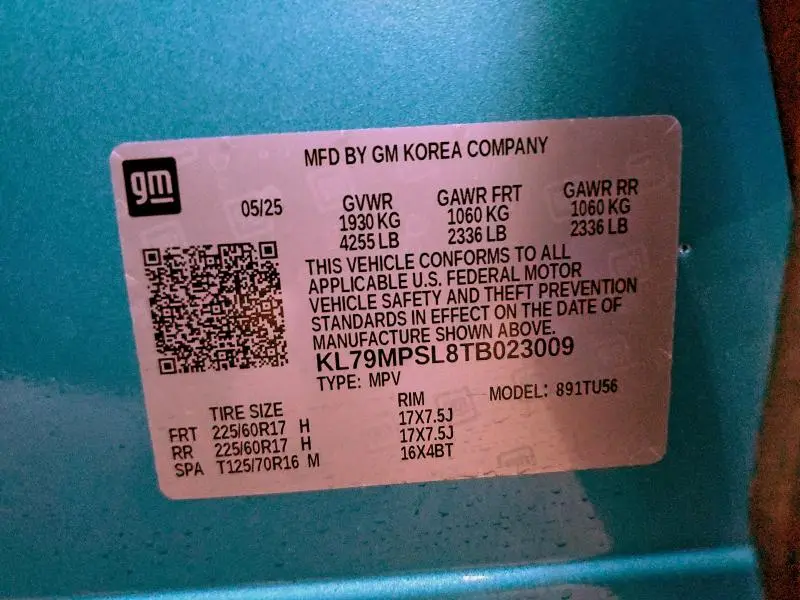 gm
MFD BY GM KOREA COMPANY
05/25
GVWR GAWR FRT GAWR RR
1930 KG 1060 KG 1060 KG
4255 LB 2336 LB 2336 LB
THIS VEHICLE CONFORMS TO ALL
APPLICABLE U.S. FEDERAL MOTOR
VEHICLE SAFETY AND THEFT PREVENTION
STANDARDS IN EFFECT ON THE DATE OF
MANUFACTURE SHOWN ABOVE.
KL79MPSL8TB023009
TYPE: MPV
MODEL: 891TU56
TIRE SIZE RIM
FRT 225/60R17 H 17X7.5J
RR 225/60R17 H 17X7.5J
SPA T125/70R16 M 16X4BT